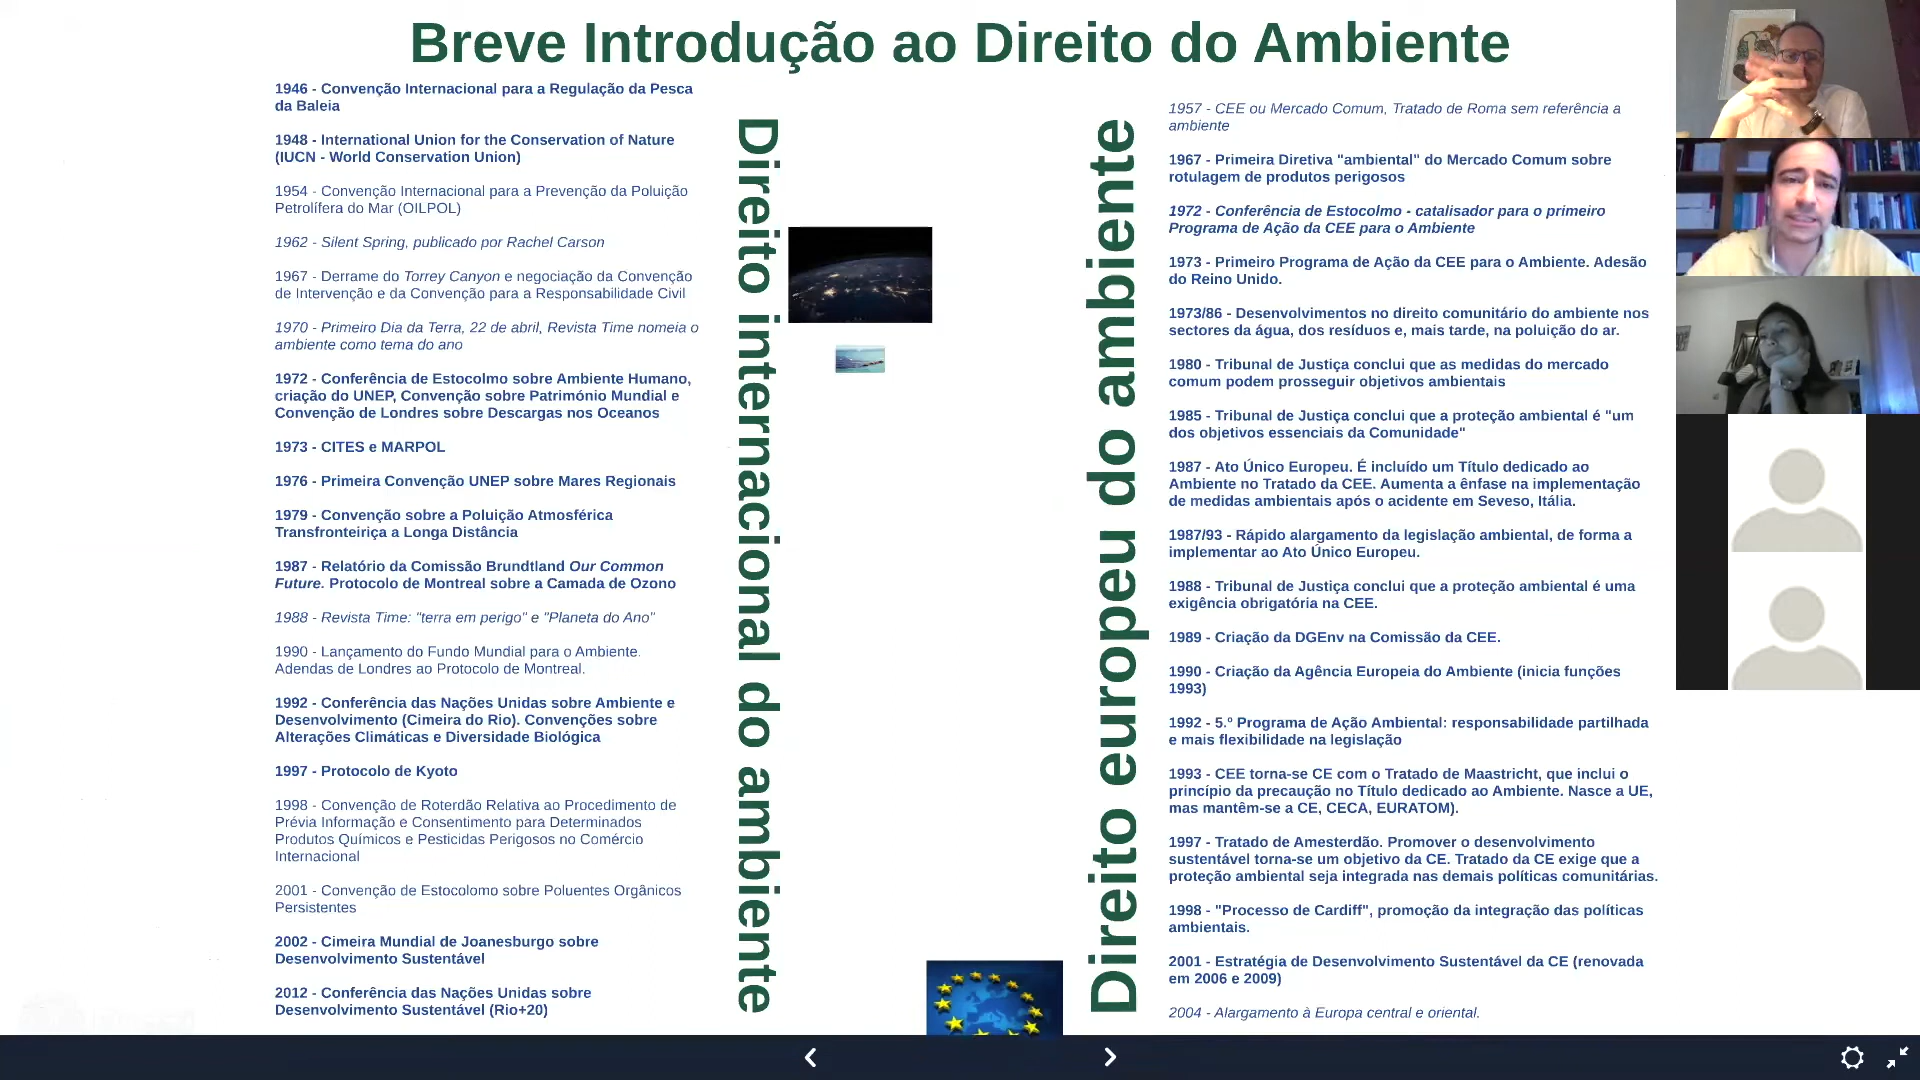 Breve Introdução ao Direito do Ambiente
1946 - Convenção Internacional para a Regulação da Pesca
da Baleia
1948 - International Union for the Conservation of Nature
(IUCN - World Conservation Union)
1954 - Convenção Internacional para a Prevenção da Poluição
Petrolífera do Mar (OILPOL)
1962 - Silent Spring, publicado por Rachel Carson
1967 - Derrame do Torrey Canyon e negociação da Convenção
de Intervenção e da Convenção para a Responsabilidade Civil
1970 - Primeiro Dia da Terra, 22 de abril, Revista Time nomeia o
ambiente como tema do ano
1972 - Conferência de Estocolmo sobre Ambiente Humano,
criação do UNEP, Convenção sobre Património Mundial e
Convenção de Londres sobre Descargas nos Oceanos
1973 - CITES e MARPOL
1976 - Primeira Convenção UNEP sobre Mares Regionais
1979 - Convenção sobre a Poluição Atmosférica
Transfronteiriça a Longa Distância
1987 - Relatório da Comissão Brundtland Our Common
Future. Protocolo de Montreal sobre a Camada de Ozono
1988 - Revista Time: "terra em perigo" e "Planeta do Ano"
1990 - Lançamento do Fundo Mundial para o Ambiente.
Adendas de Londres ao Protocolo de Montreal.
1992 - Conferência das Nações Unidas sobre Ambiente e
Desenvolvimento (Cimeira do Rio). Convenções sobre
Alterações Climáticas e Diversidade Biológica
1997 - Protocolo de Kyoto
1998 - Convenção de Roterdão Relativa ao Procedimento de
Prévia Informação e Consentimento para Determinados
Produtos Químicos e Pesticidas Perigosos no Comércio
Internacional
2001 - Convenção de Estocolomo sobre Poluentes Orgânicos
Persistentes
2002 - Cimeira Mundial de Joanesburgo sobre
Desenvolvimento Sustentável
2012 - Conferência das Nações Unidas sobre
Desenvolvimento Sustentável (Rio+20)
Direito internacional do ambiente
Direito europeu do ambiente
1957 - CEE ou Mercado Comum, Tratado de Roma sem referência a
ambiente
1967 - Primeira Diretiva "ambiental" do Mercado Comum sobre
rotulagem de produtos perigosos
1972 - Conferência de Estocolmo - catalisador para o primeiro
Programa de Ação da CEE para o Ambiente
1973 - Primeiro Programa de Ação da CEE para o Ambiente. Adesão
do Reino Unido.
1973/86 - Desenvolvimentos no direito comunitário do ambiente nos
sectores da água, dos resíduos e, mais tarde, na poluição do ar.
1980 - Tribunal de Justiça conclui que as medidas do mercado
comum podem prosseguir objetivos ambientais
1985 - Tribunal de Justiça conclui que a proteção ambiental é "um
dos objetivos essenciais da Comunidade"
1987 - Ato Único Europeu. É incluído um Título dedicado ao
Ambiente no Tratado da CEE. Aumenta a ênfase na implementação
de medidas ambientais após o acidente em Seveso, Itália.
1987/93 - Rápido alargamento da legislação ambiental, de forma a
implementar ao Ato Único Europeu.
1988 - Tribunal de Justiça conclui que a proteção ambiental é uma
exigência obrigatória na CEE.
1989 - Criação da DGEnv na Comissão da CEE.
1990 - Criação da Agência Europeia do Ambiente (inicia funções
1993)
1992 - 5.º Programa de Ação Ambiental: responsabilidade partilhada
e mais flexibilidade na legislação
1993 - CEE torna-se CE com o Tratado de Maastricht, que inclui o
princípio da precaução no Título dedicado ao Ambiente. Nasce a UE,
mas mantêm-se a CE, CECA, EURATOM).
1997 - Tratado de Amesterdão. Promover o desenvolvimento
sustentável torna-se um objetivo da CE. Tratado da CE exige que a
proteção ambiental seja integrada nas demais políticas comunitárias.
1998 - "Processo de Cardiff", promoção da integração das políticas
ambientais.
2001 - Estratégia de Desenvolvimento Sustentável da CE (renovada
em 2006 e 2009)
2004 - Alargamento à Europa central e oriental.